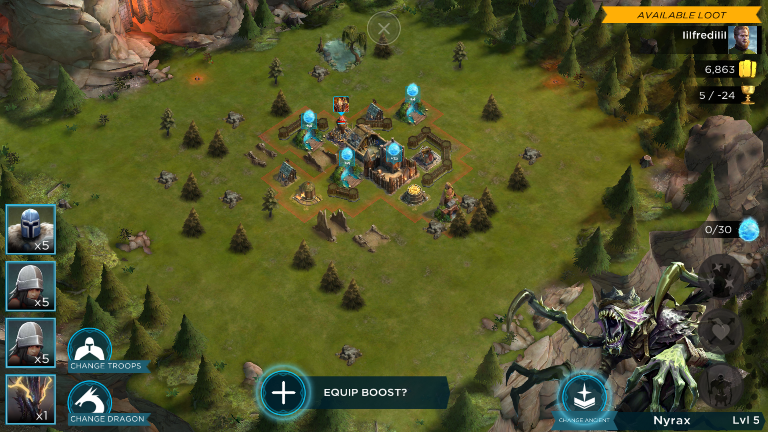 AVAILABLE LOOT
lilfredilil
6,863
5 / -24
0/30
x5
x5
x5
CHANGE TROOPS
x1
CHANGE DRAGON
EQUIP BOOST?
CHANGE ANCIENT
Nyrax
Lvl 5